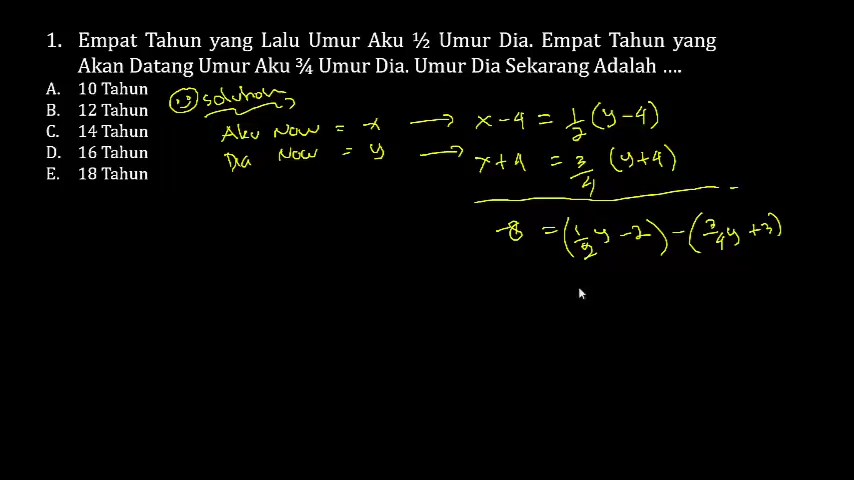 1. Empat Tahun yang Lalu Umur Aku ½ Umur Dia. Empat Tahun yang
Akan Datang Umur Aku ¾ Umur Dia. Umur Dia Sekarang Adalah ....
A. 10 Tahun
B. 12 Tahun
C. 14 Tahun
D. 16 Tahun
E. 18 Tahun
Solution
Aku Now = x → x - 4 = 1/2 (y - 4)
Dia Now = y → x + 4 = 3/4 (y + 4)
-
-8 = (1/2 y - 2) - (3/4 y + 3)